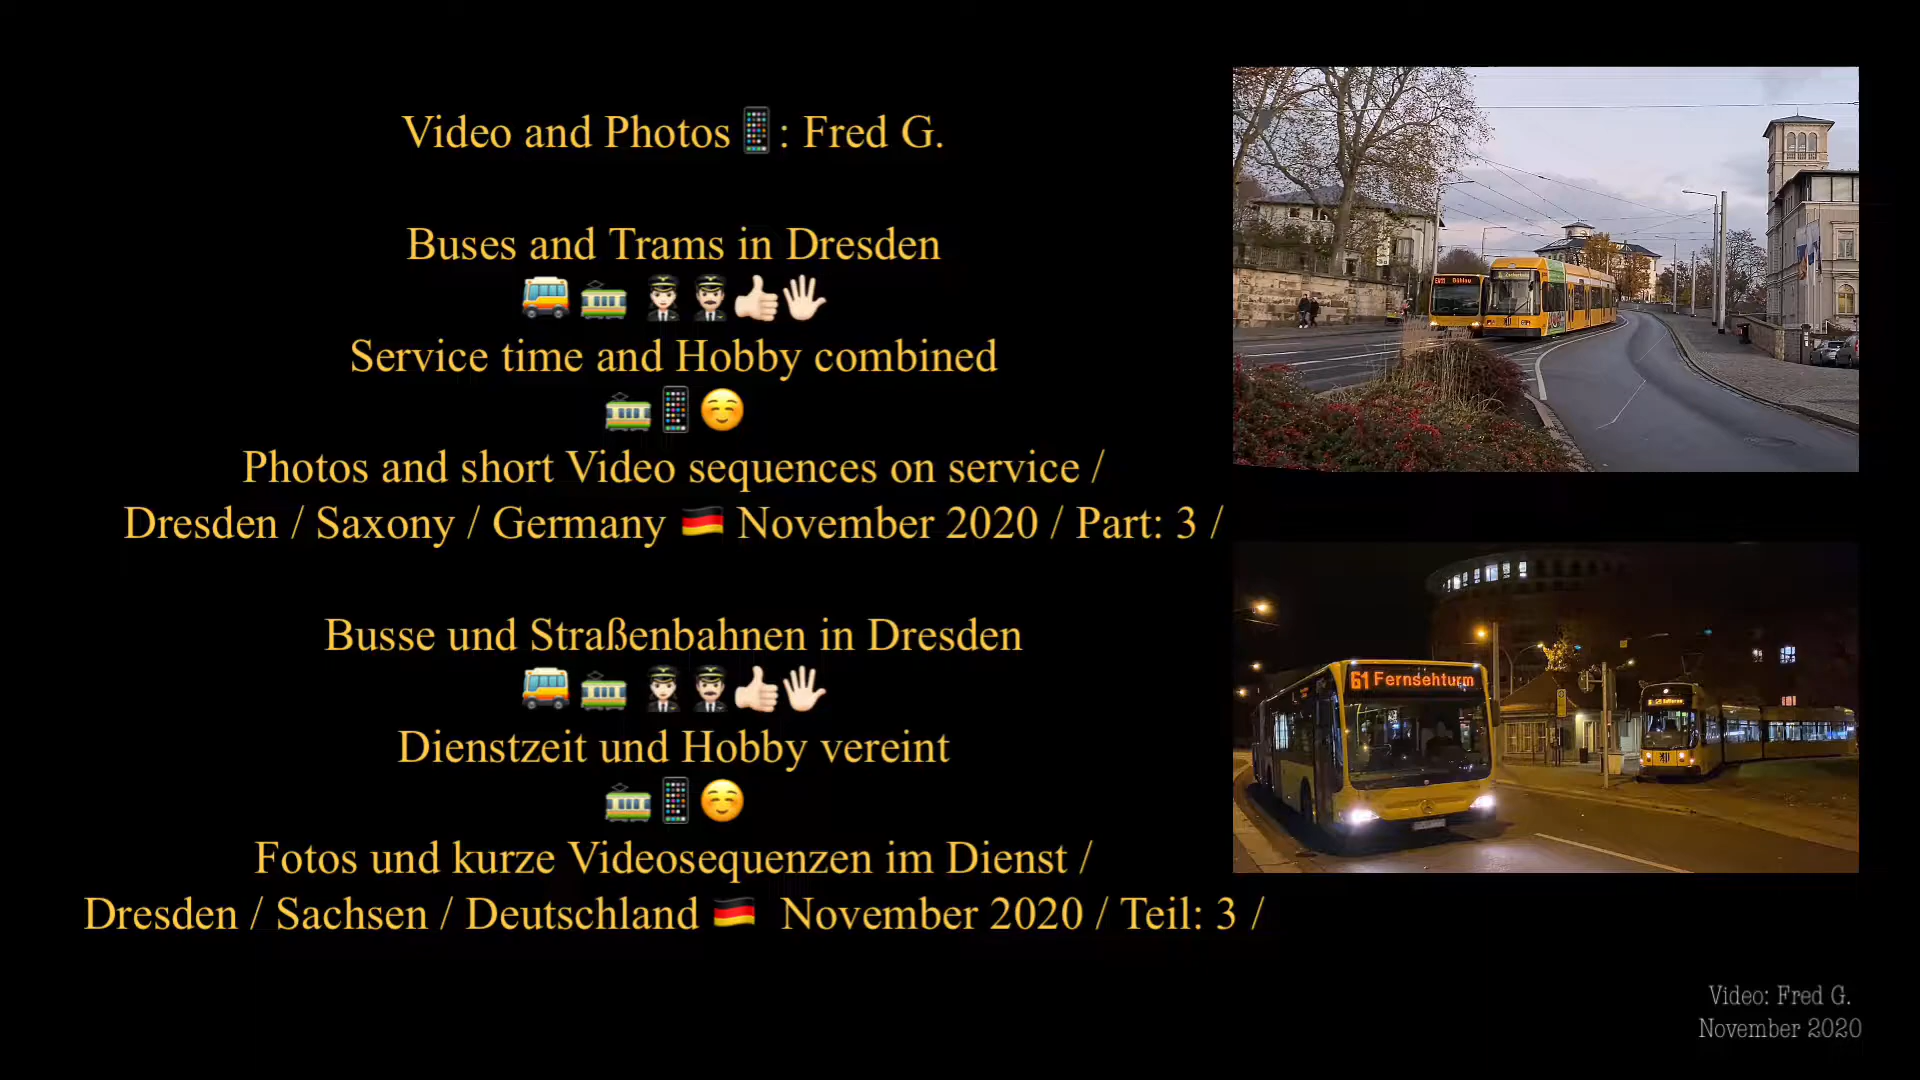 Video and Photos📱: Fred G.
Buses and Trams in Dresden
🚌🚋 👩🏻‍✈️👨🏻‍✈️👍🏻👋🏻
Service time and Hobby combined
🚋📱☺️
Photos and short Video sequences on service /
Dresden / Saxony / Germany 🇩🇪 November 2020 / Part: 3 /
Busse und Straßenbahnen in Dresden
🚌🚋 👩🏻‍✈️👨🏻‍✈️👍🏻👋🏻
Dienstzeit und Hobby vereint
🚋📱☺️
Fotos und kurze Videosequenzen im Dienst /
Dresden / Sachsen / Deutschland 🇩🇪 November 2020 / Teil: 3 /
Bühlau
61 Fernsehturm
Video: Fred G.
November 2020